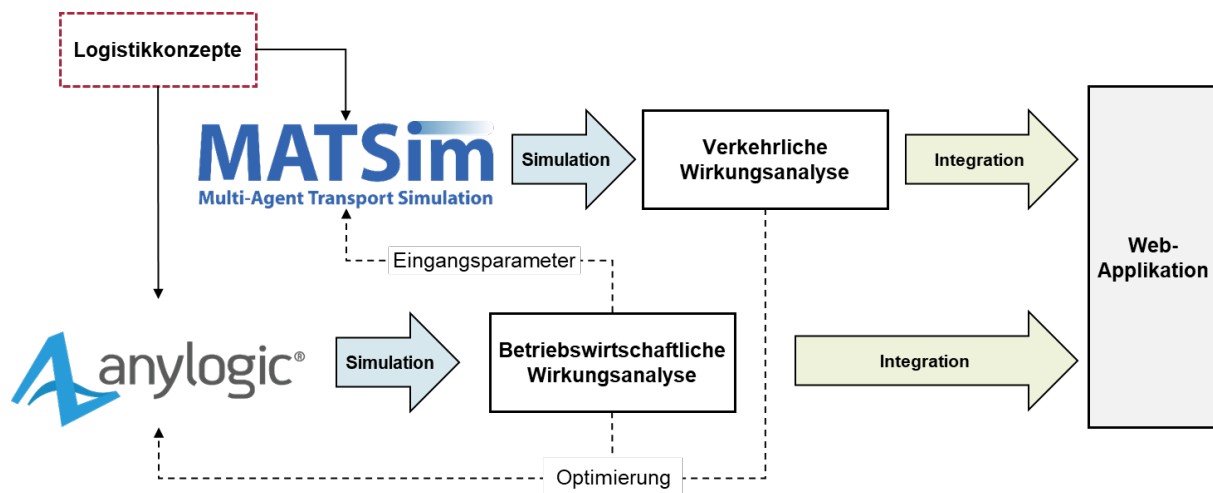 Logistikkonzepte
MATSim
Multi-Agent Transport Simulation
Simulation
Verkehrliche
Wirkungsanalyse
Integration
Web-
Applikation
Eingangsparameter
anylogic®
Simulation
Betriebswirtschaftliche
Wirkungsanalyse
Integration
Optimierung